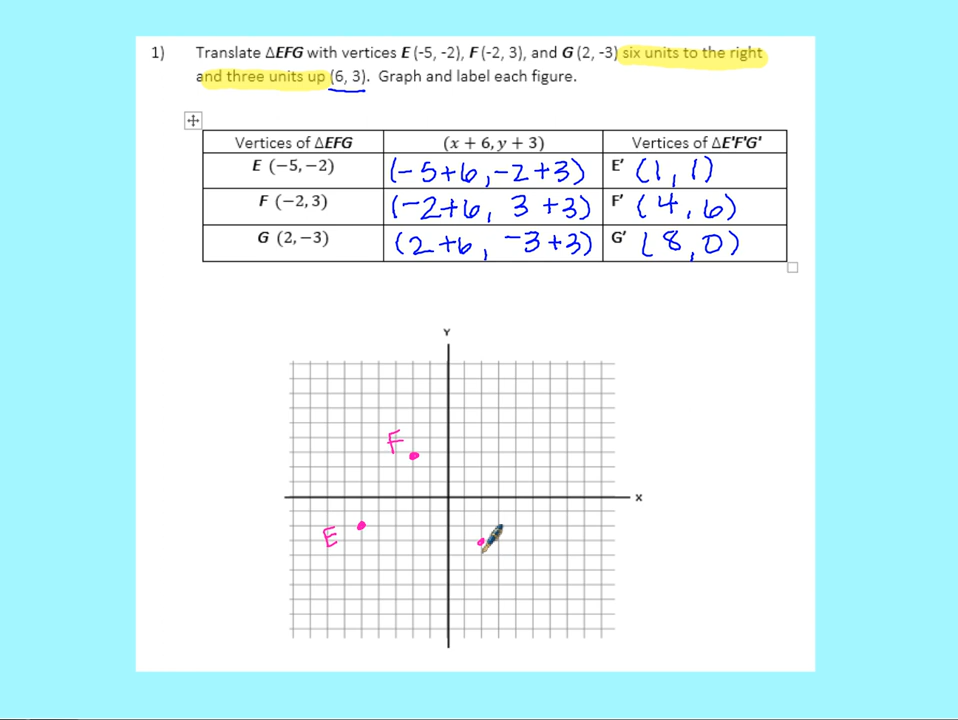 1) Translate ∆EFG with vertices E (-5, -2), F (-2, 3), and G (2, -3) six units to the right
and three units up (6, 3). Graph and label each figure.
Vertices of ∆EFG (x + 6, y + 3) Vertices of ∆E'F'G'
E (−5, −2) (-5+6, -2+3) E' (1, 1)
F (−2, 3) (-2+6, 3+3) F' (4, 6)
G (2, −3) (2+6, -3+3) G' (8, 0)
Y
F
X
E